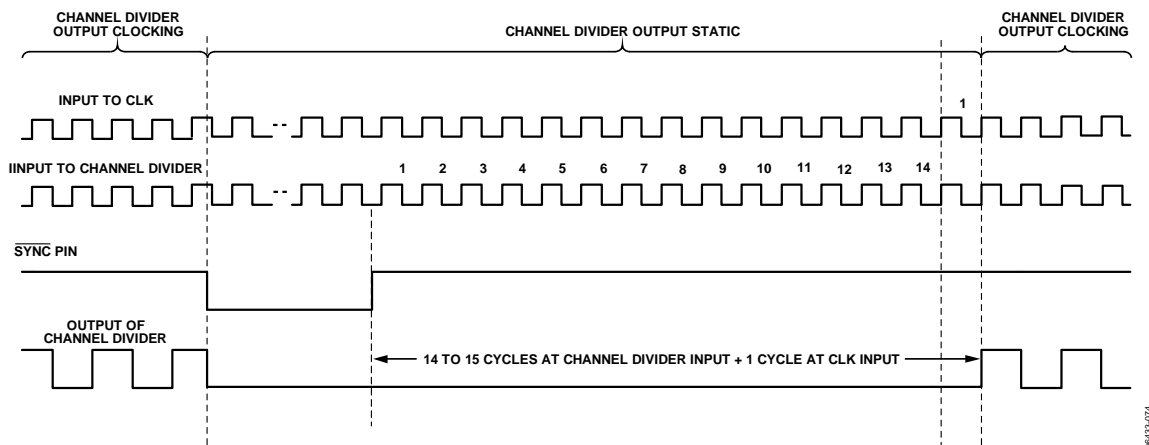 CHANNEL DIVIDER
OUTPUT CLOCKING
CHANNEL DIVIDER OUTPUT STATIC
CHANNEL DIVIDER
OUTPUT CLOCKING
INPUT TO CLK
1
IINPUT TO CHANNEL DIVIDER
1 2 3 4 5 6 7 8 9 10 11 12 13 14
SYNC PIN
OUTPUT OF
CHANNEL DIVIDER
14 TO 15 CYCLES AT CHANNEL DIVIDER INPUT + 1 CYCLE AT CLK INPUT